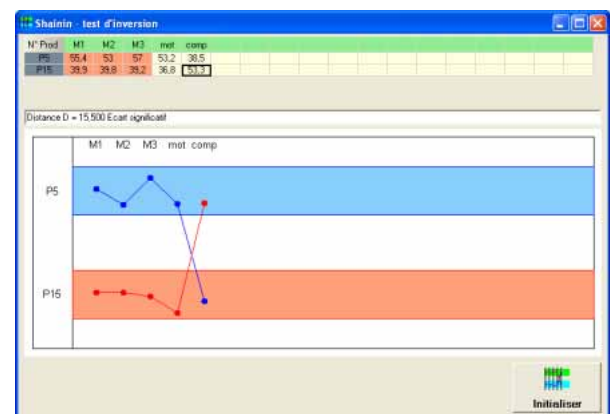 Shainin - test d'inversion
N° Prod M1 M2 M3 mot comp
P5 55,4 53 57 53,2 38,5
P15 39,9 39,8 39,2 36,8 53,3
Distance D = 15,500 Ecart significatif
M1 M2 M3 mot comp
P5
P15
Initialiser